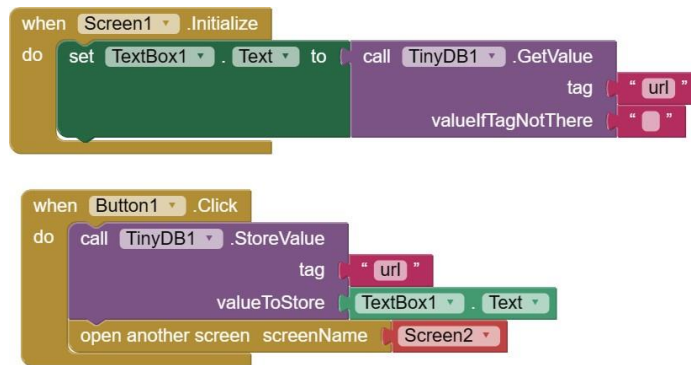 when Screen1 .Initialize
do set TextBox1 . Text to call TinyDB1 .GetValue
tag " url "
valueIfTagNotThere " "
when Button1 .Click
do call TinyDB1 .StoreValue
tag " url "
valueToStore TextBox1 . Text
open another screen screenName Screen2